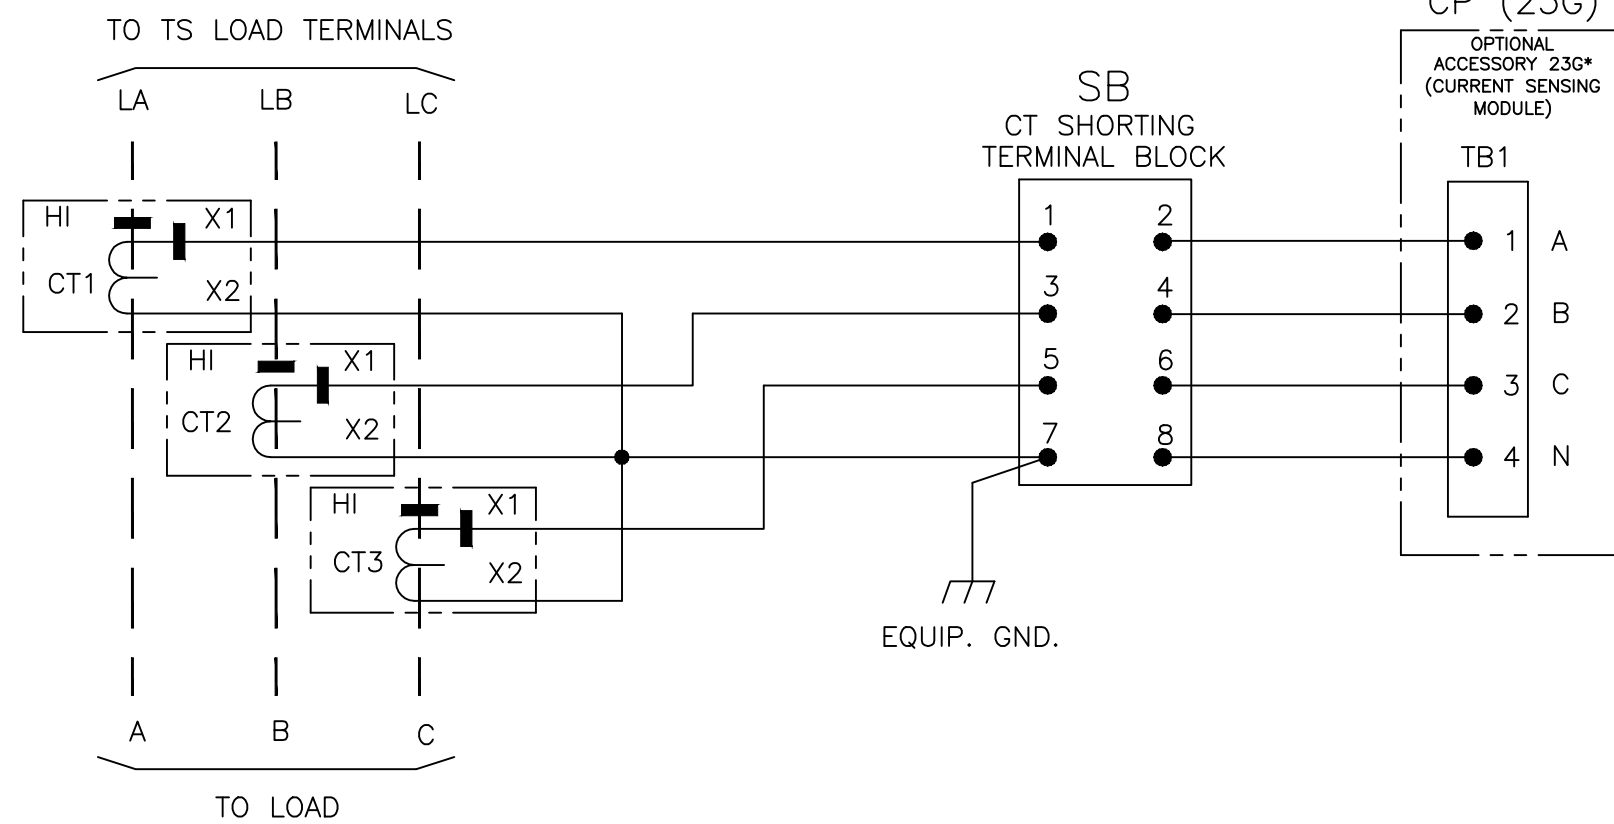 TO TS LOAD TERMINALS
LA LB LC
HI X1
CT1 X2
HI X1
CT2 X2
HI X1
CT3 X2
A B C
TO LOAD
SB
CT SHORTING
TERMINAL BLOCK
1 2
3 4
5 6
7 8
EQUIP. GND.
CP (23G)
OPTIONAL
ACCESSORY 23G*
(CURRENT SENSING
MODULE)
TB1
1 A
2 B
3 C
4 N